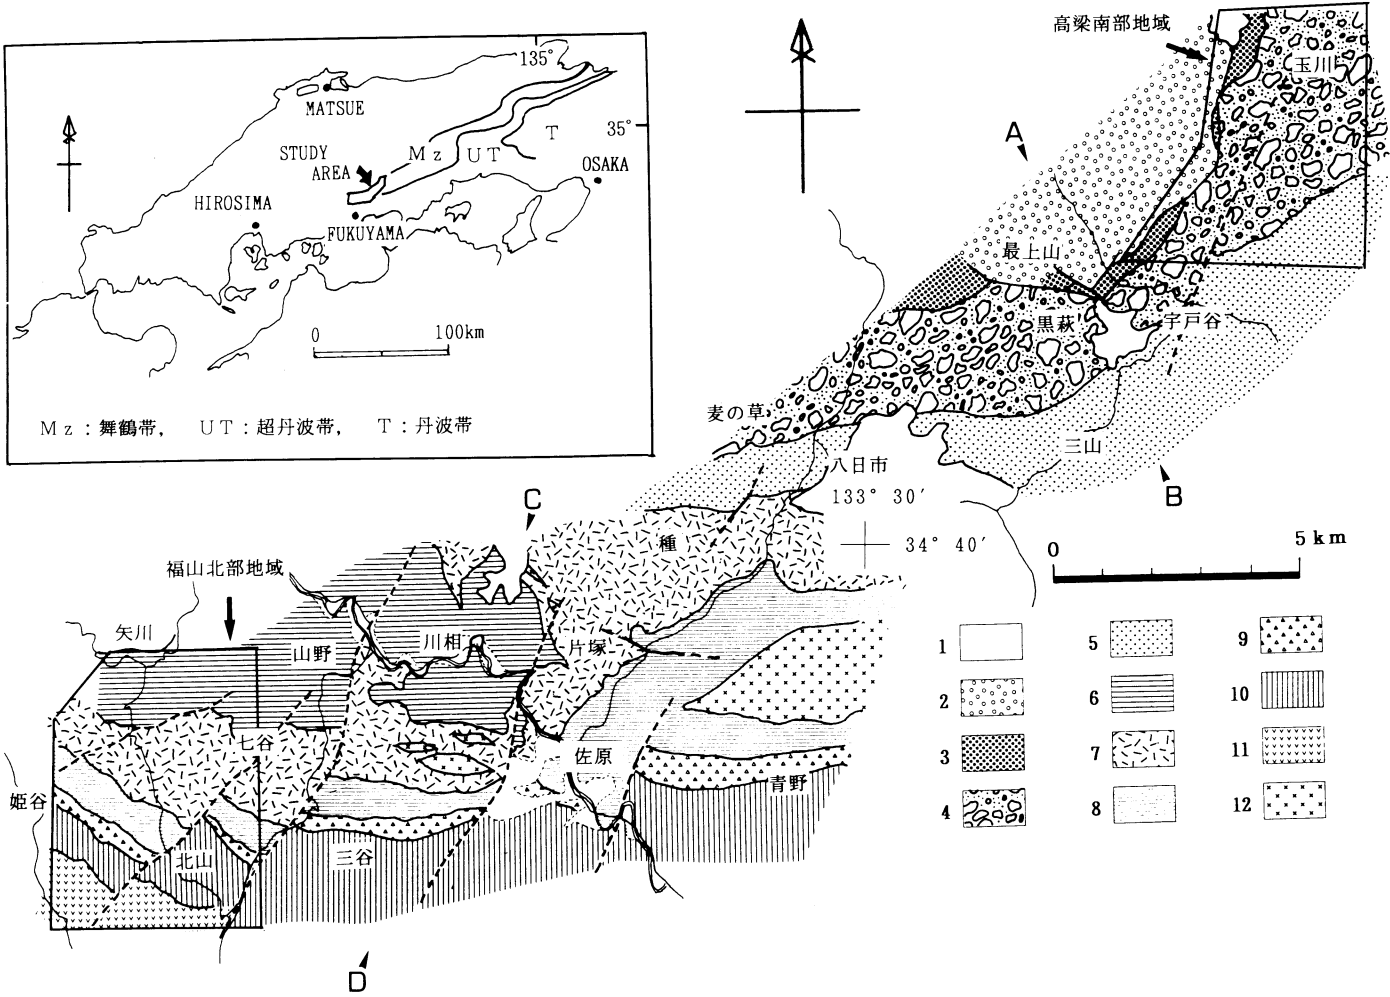 135°
35°
MATSUE
Mz
UT
T
STUDY
AREA
OSAKA
HIROSIMA
FUKUYAMA
0
100km
Mz:舞鶴帯, UT:超丹波帯, T:丹波帯
高梁南部地域
玉川
A
最上山
黒萩
宇戸谷
麦の草
三山
八日市
B
133° 30′
34° 40′
C
種
福山北部地域
矢川
山野
川相
片塚
七谷
佐原
姫谷
青野
北山
三谷
D
0
5 km
1
2
3
4
5
6
7
8
9
10
11
12